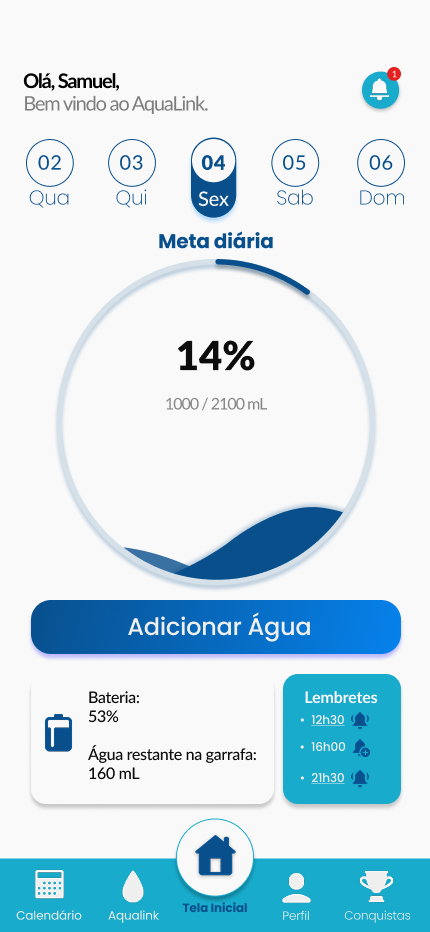 Olá, Samuel,
1
Bem vindo ao AquaLink.
02 03 04 05 06
Qua Qui Sex Sab Dom
Meta diária
14%
1000 / 2100 mL
Adicionar Água
Bateria:
53%
Água restante na garrafa:
160 mL
Lembretes
• 12h30
• 16h00
• 21h30
Calendário Aqualink Tela Inicial Perfil Conquistas